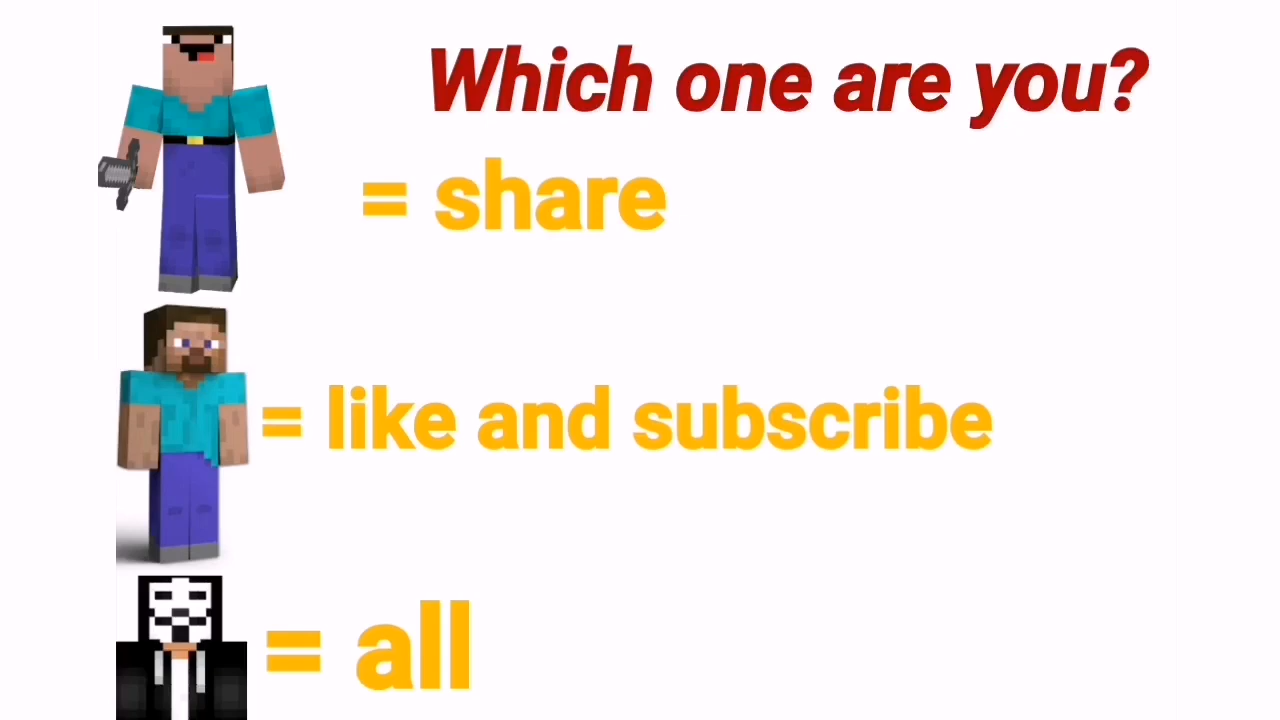 Which one are you?
= share
= like and subscribe
= all